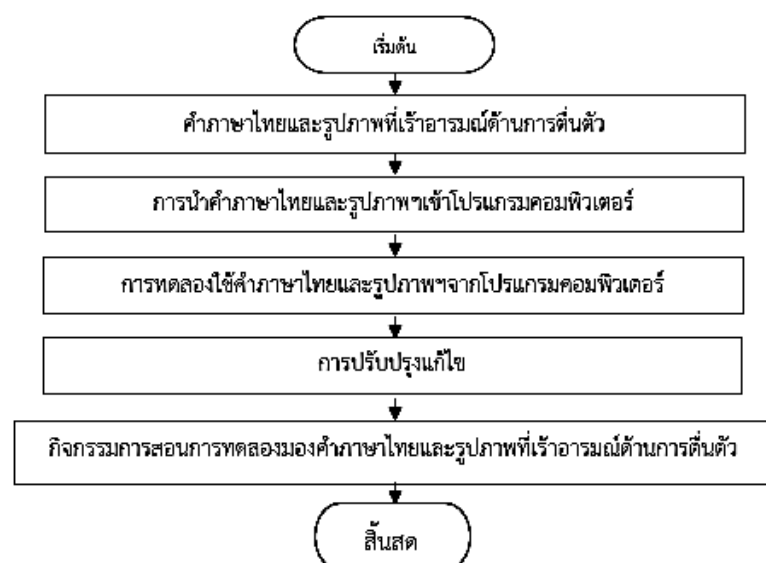 เริ่มต้น
คำภาษาไทยและรูปภาพที่เร้าอารมณ์ด้านการตื่นตัว
การนำคำภาษาไทยและรูปภาพฯเข้าโปรแกรมคอมพิวเตอร์
การทดลองใช้คำภาษาไทยและรูปภาพฯจากโปรแกรมคอมพิวเตอร์
การปรับปรุงแก้ไข
กิจกรรมการสอนการทดลองมองคำภาษาไทยและรูปภาพที่เร้าอารมณ์ด้านการตื่นตัว
สิ้นสด